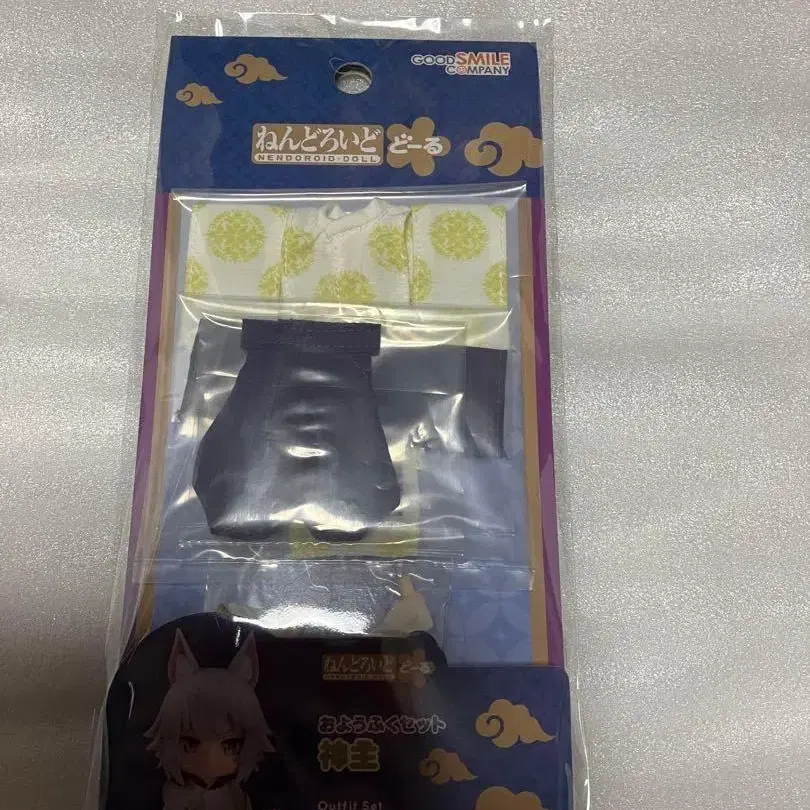 GOOD SMILE
COMPANY
ねんどろいど どーる
NENDOROID・DOLL
ねんどろいど どーる
おようふくセット
神主
Outfit Set